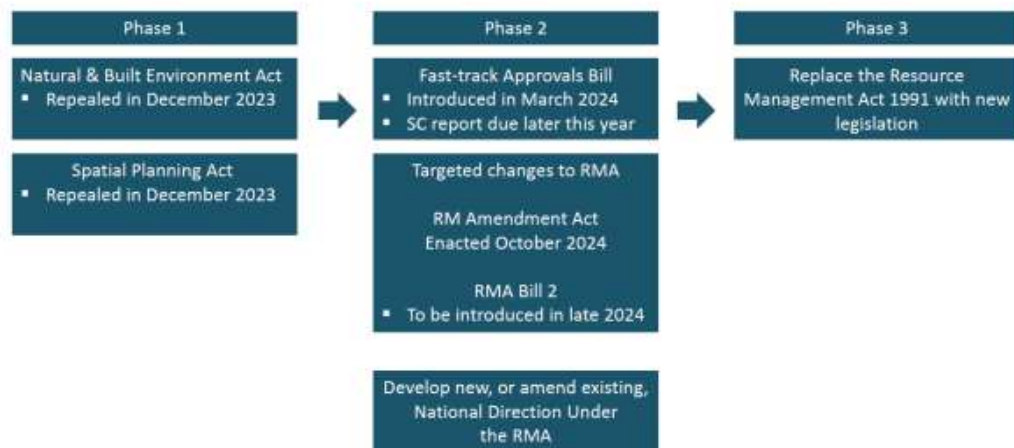 Phase 1
Natural & Built Environment Act
▪ Repealed in December 2023
Spatial Planning Act
▪ Repealed in December 2023
Phase 2
Fast-track Approvals Bill
▪ Introduced in March 2024
▪ SC report due later this year
Targeted changes to RMA
RM Amendment Act
Enacted October 2024
RMA Bill 2
▪ To be introduced in late 2024
Develop new, or amend existing,
National Direction Under
the RMA
Phase 3
Replace the Resource
Management Act 1991 with new
legislation